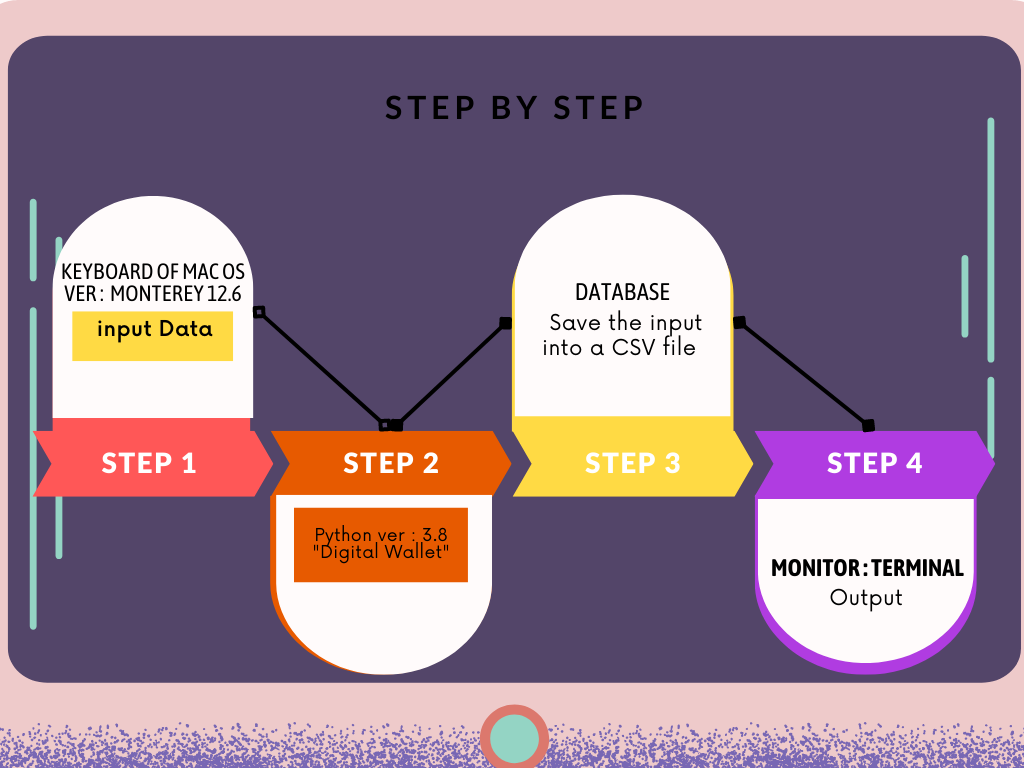 STEP BY STEP
KEYBOARD OF MAC OS
VER : MONTEREY 12.6
input Data
STEP 1
STEP 2
Python ver : 3.8
"Digital Wallet"
DATABASE
Save the input
into a CSV file
STEP 3
STEP 4
MONITOR : TERMINAL
Output